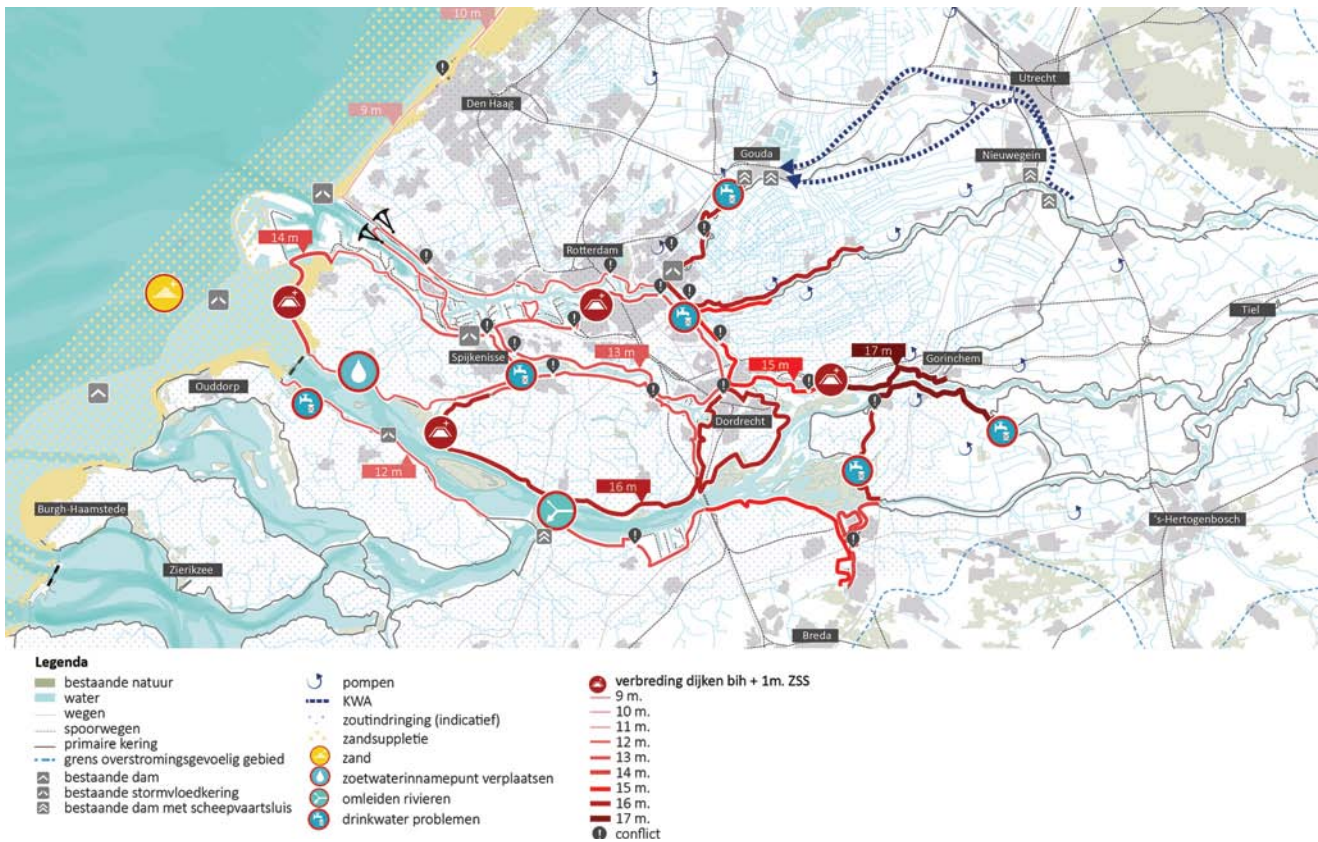 10 m
Den Haag
Utrecht
9 m
Gouda
Nieuwegein
14 m
Rotterdam
Tiel
Spijkenisse
13 m
15 m
17 m
Gorinchem
Ouddorp
Dordrecht
12 m
16 m
Burgh-Haamstede
's-Hertogenbosch
Zierikzee
Breda
Legenda
bestaande natuur
water
wegen
spoorwegen
primaire kering
grens overstromingsgevoelig gebied
bestaande dam
bestaande stormvloedkering
bestaande dam met scheepvaartsluis
pompen
KWA
zoutindringing (indicatief)
zandsuppletie
zand
zoetwaterinnamepunt verplaatsen
omleiden rivieren
drinkwater problemen
verbreding dijken bih + 1m. ZSS
9 m.
10 m.
11 m.
12 m.
13 m.
14 m.
15 m.
16 m.
17 m.
conflict